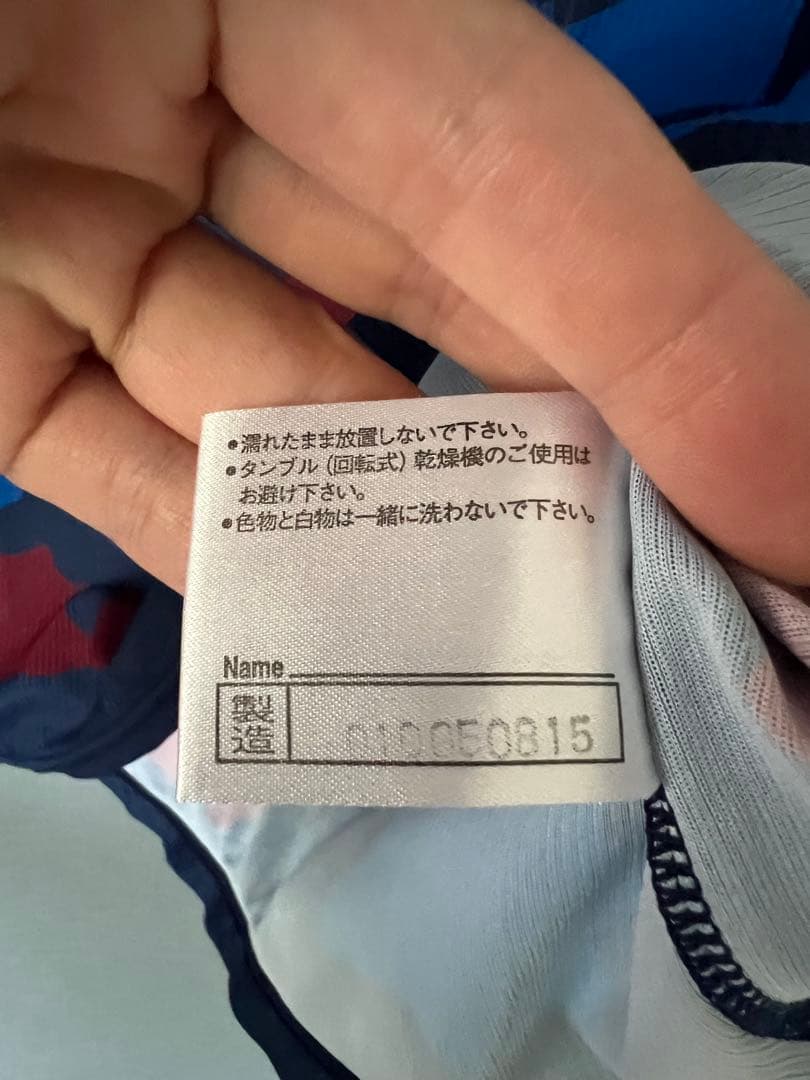 ●濡れたまま放置しないで下さい。
●タンブル(回転式)乾燥機のご使用は
お避け下さい。
●色物と白物は一緒に洗わないで下さい。
Name
製造